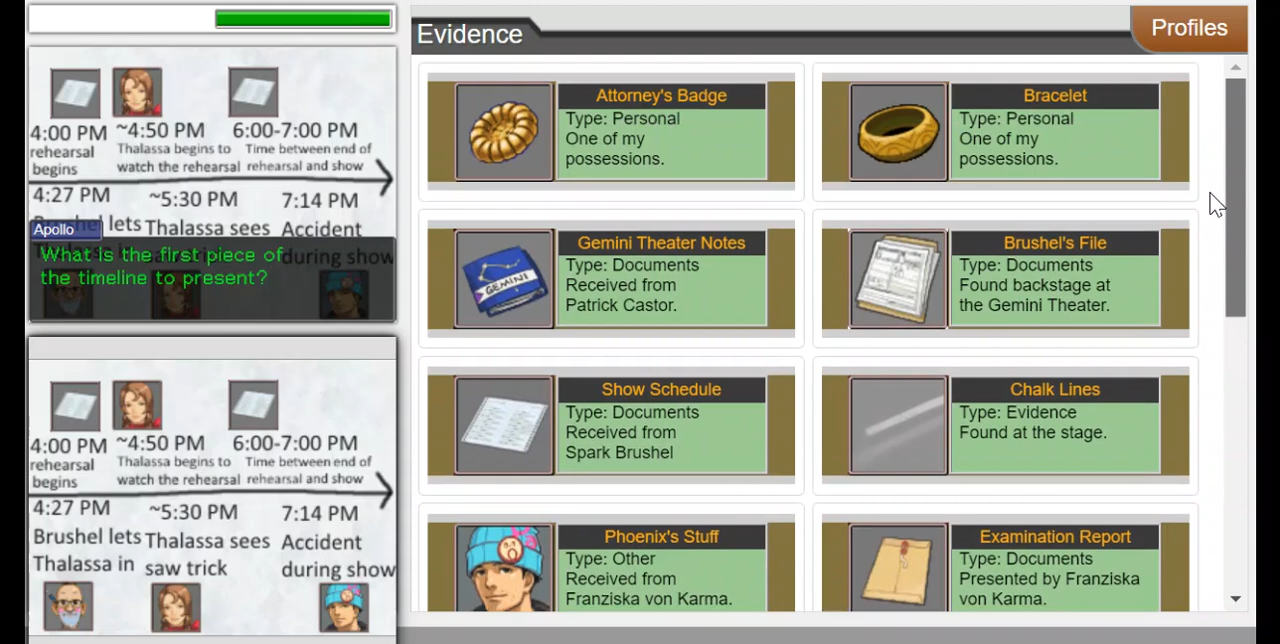 4:00 PM ~4:50 PM 6:00-7:00 PM
rehearsal Thalassa begins to Time between end of
begins watch the rehearsal rehearsal and show
4:27 PM ~5:30 PM 7:14 PM
Brushel lets Thalassa sees Accident
during show
Apollo
What is the first piece of
the timeline to present?
4:00 PM ~4:50 PM 6:00-7:00 PM
rehearsal Thalassa begins to Time between end of
begins watch the rehearsal rehearsal and show
4:27 PM ~5:30 PM 7:14 PM
Brushel lets Thalassa sees Accident
Thalassa in saw trick during show
Evidence
Profiles
Attorney's Badge
Type: Personal
One of my
possessions.
Bracelet
Type: Personal
One of my
possessions.
Gemini Theater Notes
GEMINI
Type: Documents
Received from
Patrick Castor.
Brushel's File
Type: Documents
Found backstage at
the Gemini Theater.
Show Schedule
Type: Documents
Received from
Spark Brushel
Chalk Lines
Type: Evidence
Found at the stage.
Phoenix's Stuff
Type: Other
Received from
Franziska von Karma.
Examination Report
Type: Documents
Presented by Franziska
von Karma.